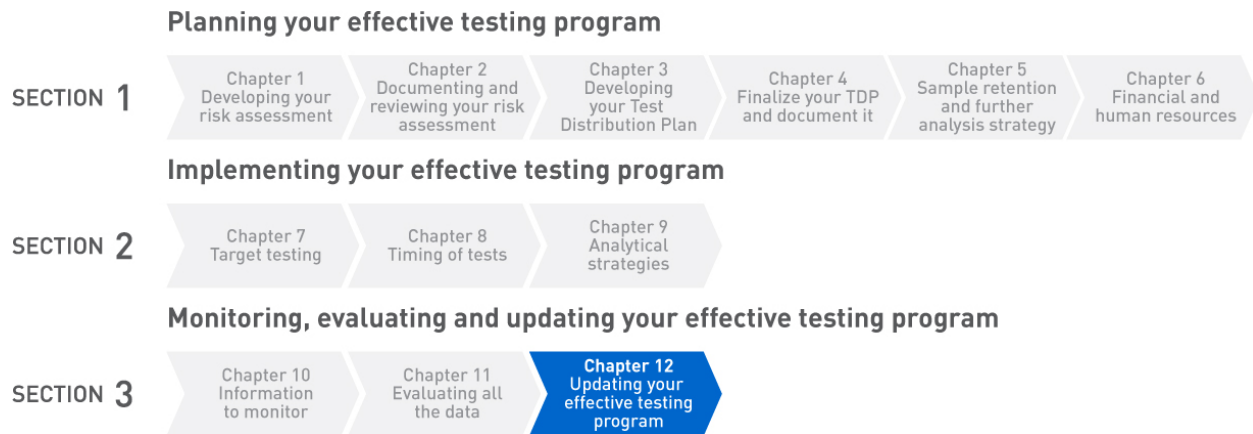 Planning your effective testing program
SECTION 1
Chapter 1
Developing your
risk assessment
Chapter 2
Documenting and
reviewing your risk
assessment
Chapter 3
Developing
your Test
Distribution Plan
Chapter 4
Finalize your TDP
and document it
Chapter 5
Sample retention
and further
analysis strategy
Chapter 6
Financial and
human resources
Implementing your effective testing program
SECTION 2
Chapter 7
Target testing
Chapter 8
Timing of tests
Chapter 9
Analytical
strategies
Monitoring, evaluating and updating your effective testing program
SECTION 3
Chapter 10
Information
to monitor
Chapter 11
Evaluating all
the data
Chapter 12
Updating your
effective testing
program